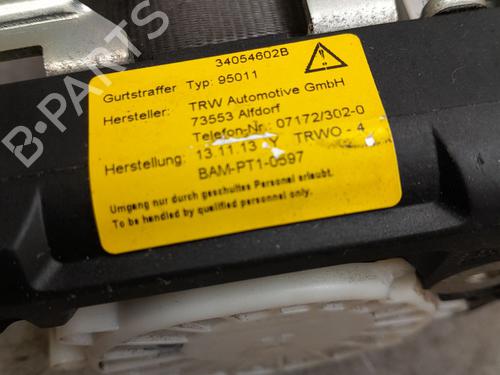 B-PARTS
34054602B
Gurtstraffer Typ: 95011
Hersteller: TRW Automotive GmbH
73553 Alfdorf
Telefon-Nr.: 07172/302-0
Herstellung: 13.11.13 Y TRWO - 4
BAM-PT1-0597
Umgang nur durch geschultes Personal erlaubt.
To be handled by qualified personnel only.